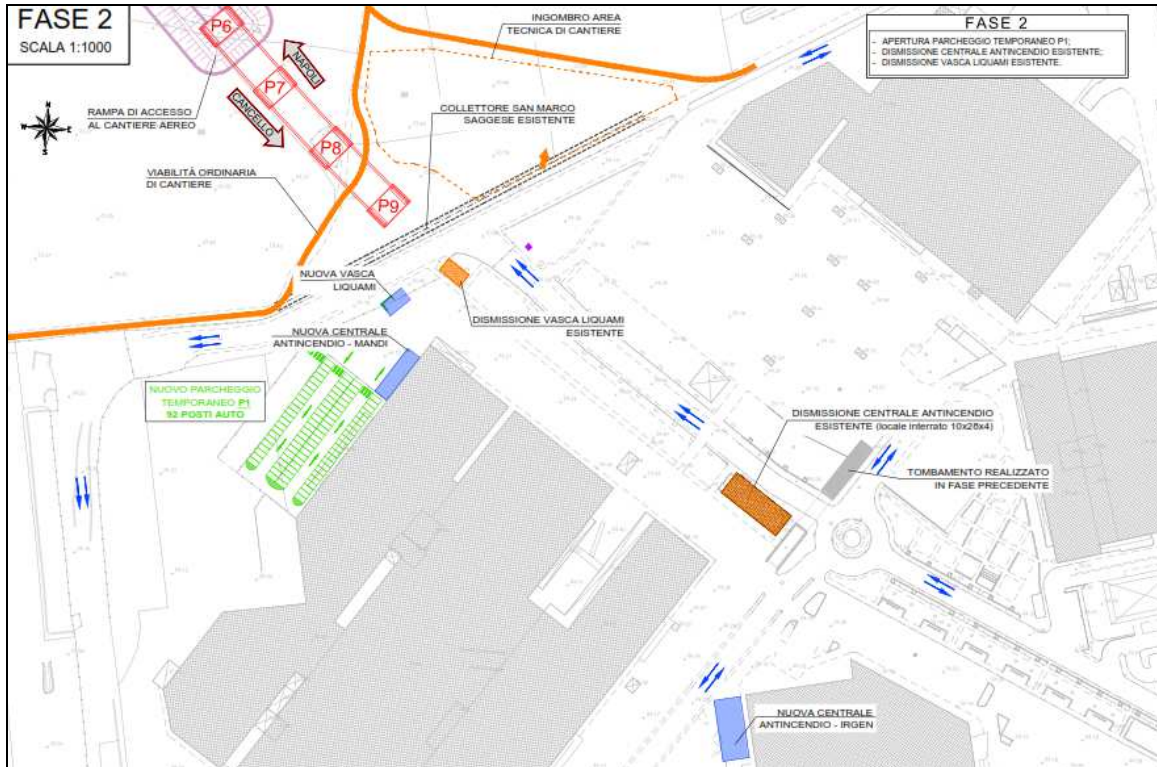 FASE 2
SCALA 1:1000
P6
P7
P8
P9
NAPOLI
CANCELLO
INGOMBRO AREA
TECNICA DI CANTIERE
FASE 2
- APERTURA PARCHEGGIO TEMPORANEO P1;
- DISMISSIONE CENTRALE ANTINCENDIO ESISTENTE;
- DISMISSIONE VASCA LIQUAMI ESISTENTE.
RAMPA DI ACCESSO
AL CANTIERE AEREO
COLLETTORE SAN MARCO
SAGGESE ESISTENTE
VIABILITÀ ORDINARIA
DI CANTIERE
NUOVA VASCA
LIQUAMI
DISMISSIONE VASCA LIQUAMI
ESISTENTE
NUOVA CENTRALE
ANTINCENDIO - MANDI
NUOVO PARCHEGGIO
TEMPORANEO P1
92 POSTI AUTO
DISMISSIONE CENTRALE ANTINCENDIO
ESISTENTE (locale interrato 10x28x4)
TOMBAMENTO REALIZZATO
IN FASE PRECEDENTE
NUOVA CENTRALE
ANTINCENDIO - IRGEN